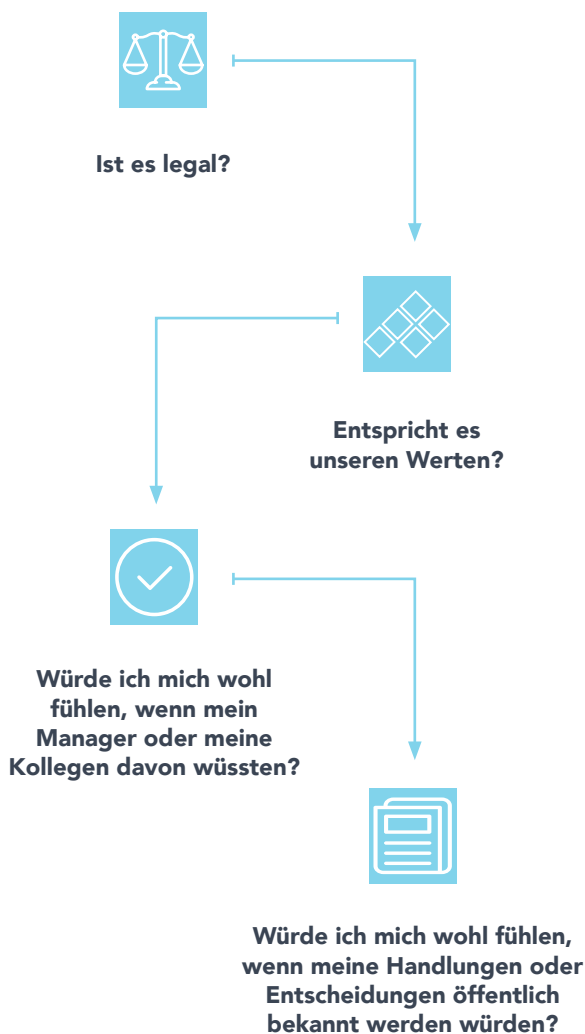 Ist es legal?
Entspricht es
unseren Werten?
Würde ich mich wohl
fühlen, wenn mein
Manager oder meine
Kollegen davon wüssten?
Würde ich mich wohl fühlen,
wenn meine Handlungen oder
Entscheidungen öffentlich
bekannt werden würden?